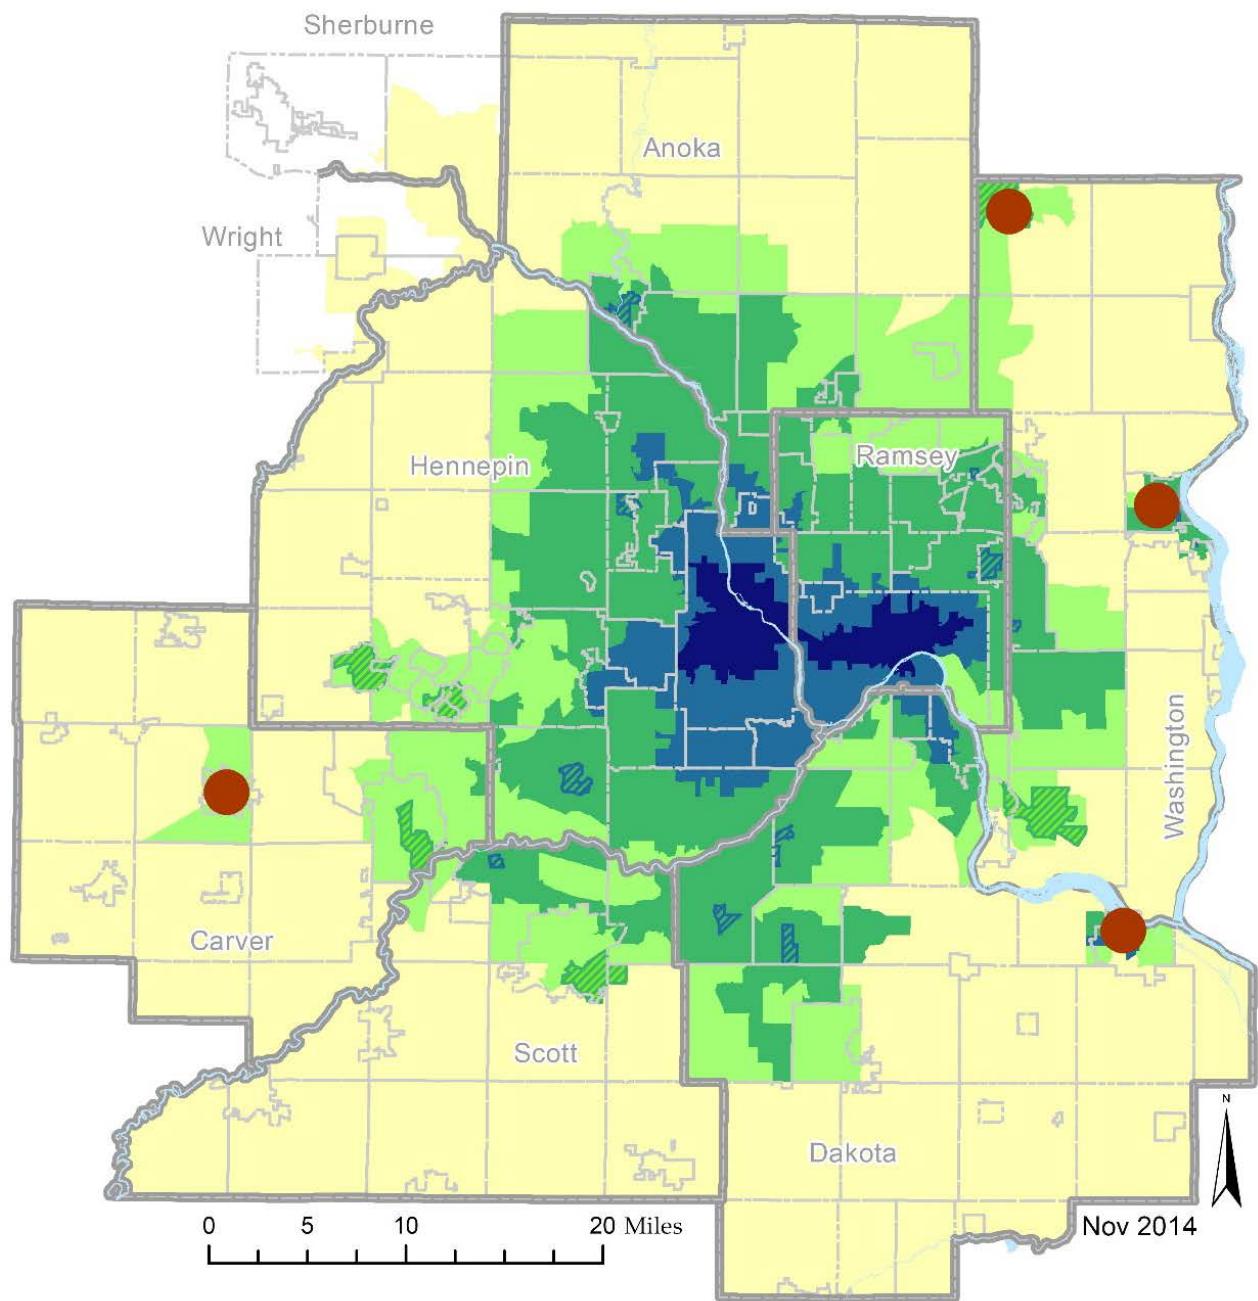 Sherburne
Anoka
Wright
Hennepin
Ramsey
Washington
Carver
Scott
Dakota
N
0 5 10 20 Miles
Nov 2014